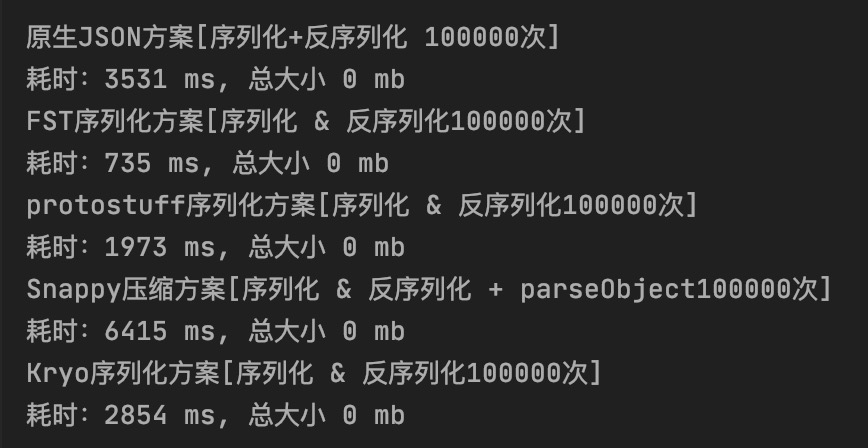 原生JSON方案[序列化+反序列化 100000次]
耗时：3531 ms, 总大小 0 mb
FST序列化方案[序列化 & 反序列化100000次]
耗时：735 ms, 总大小 0 mb
protostuff序列化方案[序列化 & 反序列化100000次]
耗时：1973 ms, 总大小 0 mb
Snappy压缩方案[序列化 & 反序列化 + parseObject100000次]
耗时：6415 ms, 总大小 0 mb
Kryo序列化方案[序列化 & 反序列化100000次]
耗时：2854 ms, 总大小 0 mb